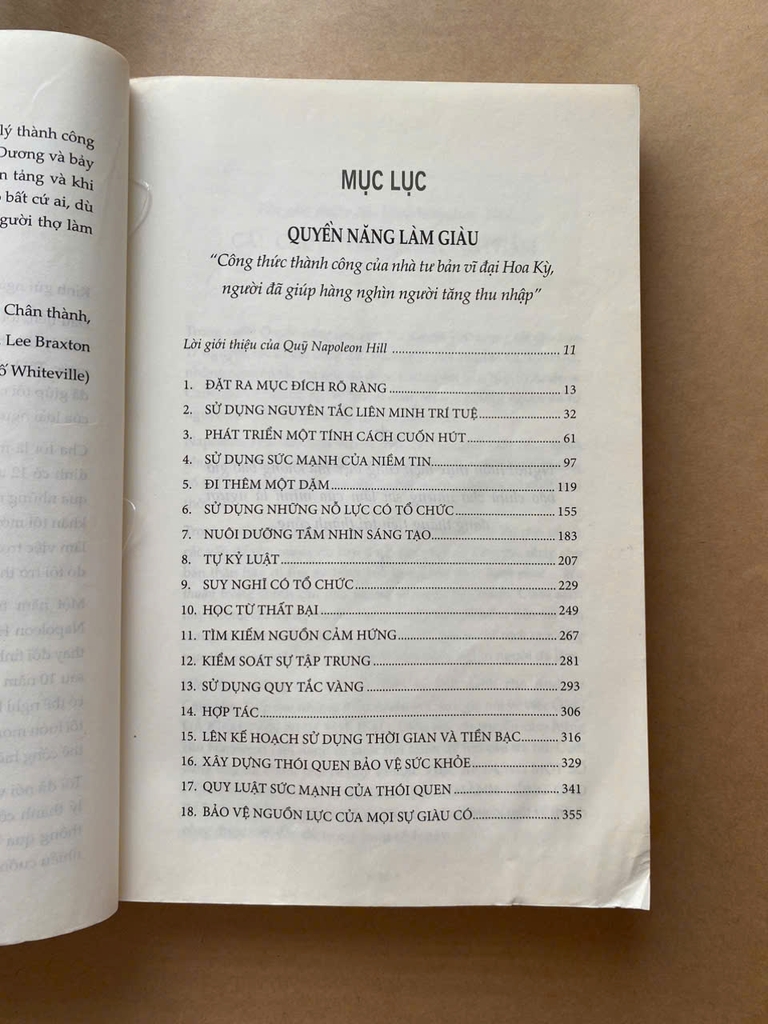 lý thành công
Dương và bảy
tảng và khi
bất cứ ai, dù
người thợ làm
Chân thành,
Lee Braxton
Whiteville)
MỤC LỤC
QUYỀN NĂNG LÀM GIÀU
“Công thức thành công của nhà tư bản vĩ đại Hoa Kỳ,
người đã giúp hàng nghìn người tăng thu nhập”
Lời giới thiệu của Quỹ Napoleon Hill ........ 11
1. ĐẶT RA MỤC ĐÍCH RÕ RÀNG ........ 13
2. SỬ DỤNG NGUYÊN TẮC LIÊN MINH TRÍ TUỆ ........ 32
3. PHÁT TRIỂN MỘT TÍNH CÁCH CUỐN HÚT ........ 61
4. SỬ DỤNG SỨC MẠNH CỦA NIỀM TIN ........ 97
5. ĐI THÊM MỘT DẶM ........ 119
6. SỬ DỤNG NHỮNG NỖ LỰC CÓ TỔ CHỨC ........ 155
7. NUÔI DƯỠNG TẦM NHÌN SÁNG TẠO ........ 183
8. TỰ KỶ LUẬT ........ 207
9. SUY NGHĨ CÓ TỔ CHỨC ........ 229
10. HỌC TỪ THẤT BẠI ........ 249
11. TÌM KIẾM NGUỒN CẢM HỨNG ........ 267
12. KIỂM SOÁT SỰ TẬP TRUNG ........ 281
13. SỬ DỤNG QUY TẮC VÀNG ........ 293
14. HỢP TÁC ........ 306
15. LÊN KẾ HOẠCH SỬ DỤNG THỜI GIAN VÀ TIỀN BẠC ........ 316
16. XÂY DỰNG THÓI QUEN BẢO VỆ SỨC KHỎE ........ 329
17. QUY LUẬT SỨC MẠNH CỦA THÓI QUEN ........ 341
18. BẢO VỆ NGUỒN LỰC CỦA MỌI SỰ GIÀU CÓ ........ 355